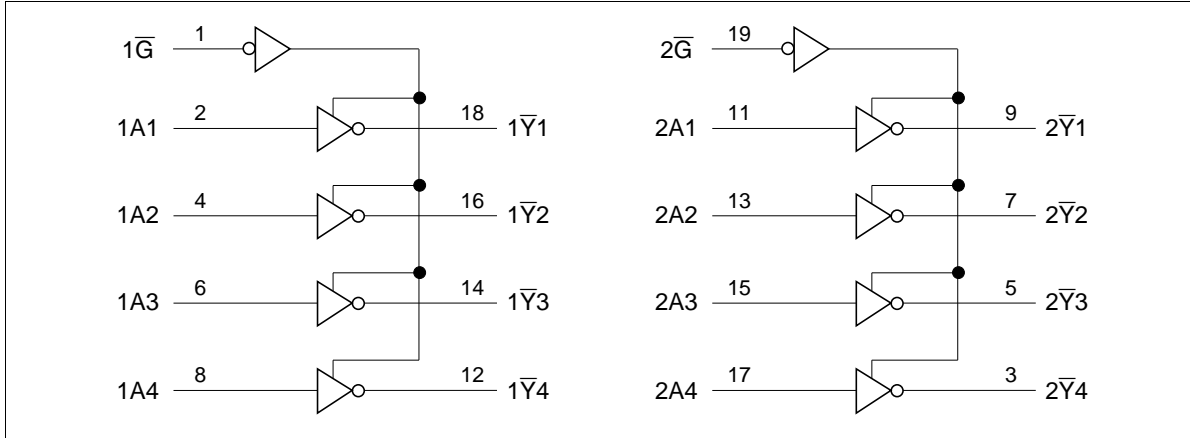 1G̅ 1
1A1 2 18 1Y̅1
1A2 4 16 1Y̅2
1A3 6 14 1Y̅3
1A4 8 12 1Y̅4
2G̅ 19
2A1 11 9 2Y̅1
2A2 13 7 2Y̅2
2A3 15 5 2Y̅3
2A4 17 3 2Y̅4